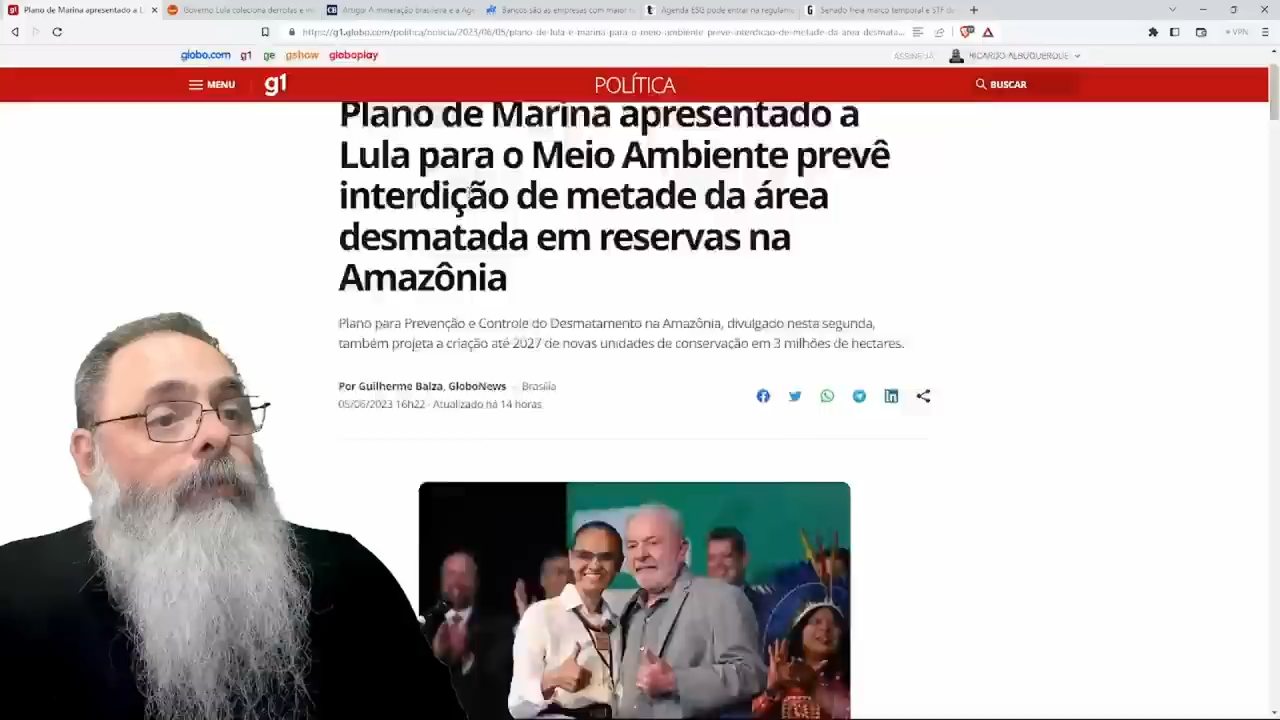 Plano de Marina apresentado a L
Governo Lula coleciona derrotas e
Artigo: A mineração brasileira e a Age
Bancos são as empresas com maior
Agenda ESG pode entrar na regulam
Senado freia marco temporal e STF d
https://g1.globo.com/politica/noticia/2023/06/05/plano-de-lula-e-marina-para-o-meio-ambiente-preve-interdicao-de-metade-da-area-desmata...
VPN
globo.com g1 ge gshow globoplay
ASSINE JÁ
RICARDO ALBUQUERQUE
MENU
g1
POLÍTICA
BUSCAR
Plano de Marina apresentado a
Lula para o Meio Ambiente prevê
interdição de metade da área
desmatada em reservas na
Amazônia
Plano para Prevenção e Controle do Desmatamento na Amazônia, divulgado nesta segunda,
também projeta a criação até 2027 de novas unidades de conservação em 3 milhões de hectares.
Por Guilherme Balza, GloboNews — Brasília
05/06/2023 16h22 · Atualizado há 14 horas